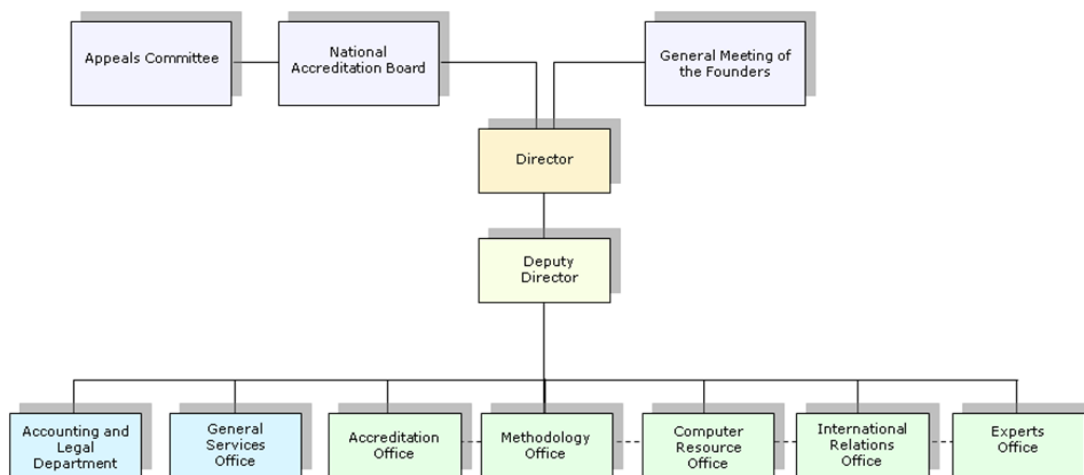 Appeals Committee
National
Accreditation Board
General Meeting of
the Founders
Director
Deputy
Director
Accounting and
Legal
Department
General
Services
Office
Accreditation
Office
Methodology
Office
Computer
Resource
Office
International
Relations
Office
Experts
Office